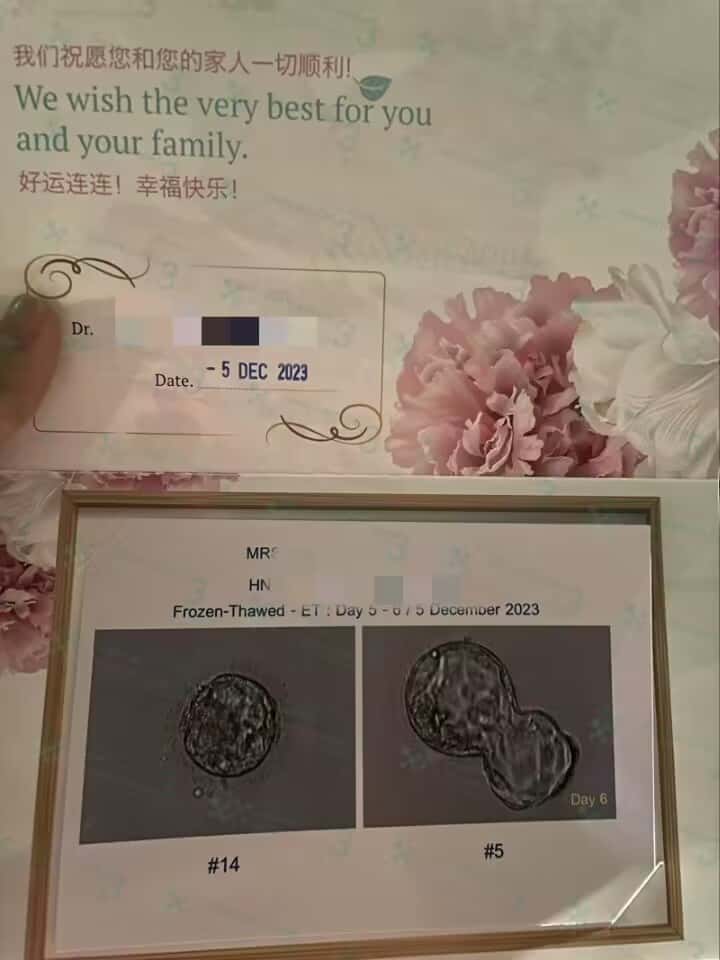 我们祝愿您和您的家人一切顺利!
We wish the very best for you
and your family.
好运连连! 幸福快乐!
Dr.
Date. - 5 DEC 2023
MRS
HN
Frozen-Thawed - ET : Day 5 - 6 / 5 December 2023
Day 6
#14
#5